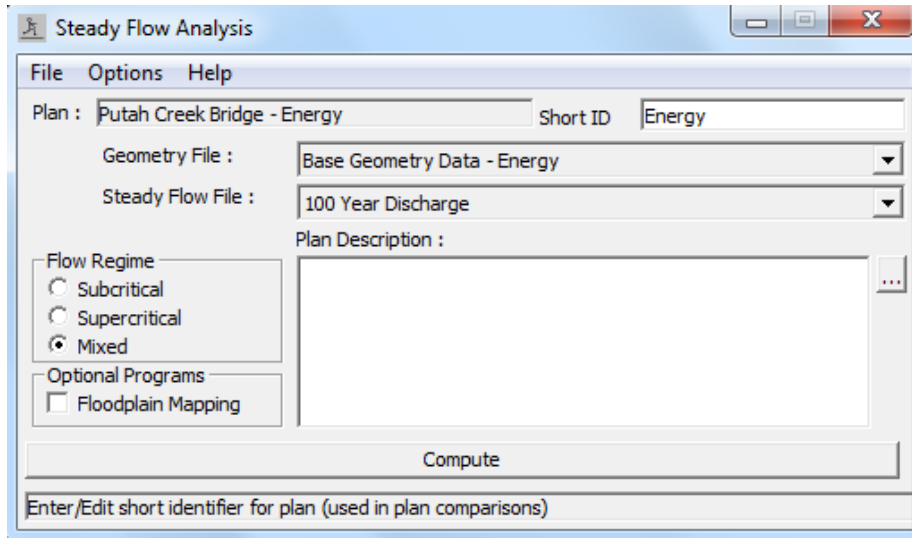 Steady Flow Analysis
File Options Help
Plan : Putah Creek Bridge - Energy Short ID Energy
Geometry File : Base Geometry Data - Energy
Steady Flow File : 100 Year Discharge
Plan Description :
Flow Regime
Subcritical
...
Supercritical
Mixed
Optional Programs
Floodplain Mapping
Compute
Enter/Edit short identifier for plan (used in plan comparisons)